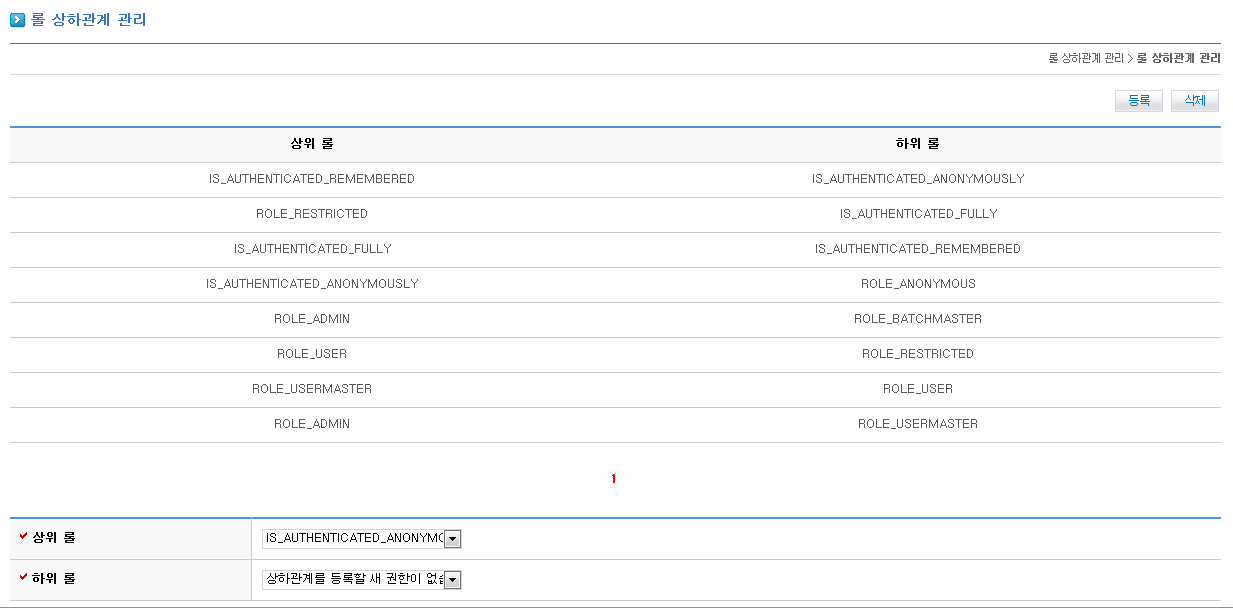 롤 상하관계 관리
롤 상하관계 관리 > 롤 상하관계 관리
등록 삭제
상위 롤 하위 롤
IS_AUTHENTICATED_REMEMBERED IS_AUTHENTICATED_ANONYMOUSLY
ROLE_RESTRICTED IS_AUTHENTICATED_FULLY
IS_AUTHENTICATED_FULLY IS_AUTHENTICATED_REMEMBERED
IS_AUTHENTICATED_ANONYMOUSLY ROLE_ANONYMOUS
ROLE_ADMIN ROLE_BATCHMASTER
ROLE_USER ROLE_RESTRICTED
ROLE_USERMASTER ROLE_USER
ROLE_ADMIN ROLE_USERMASTER
1
상위 롤 IS_AUTHENTICATED_ANONYMO
하위 롤 상하관계를 등록할 새 권한이